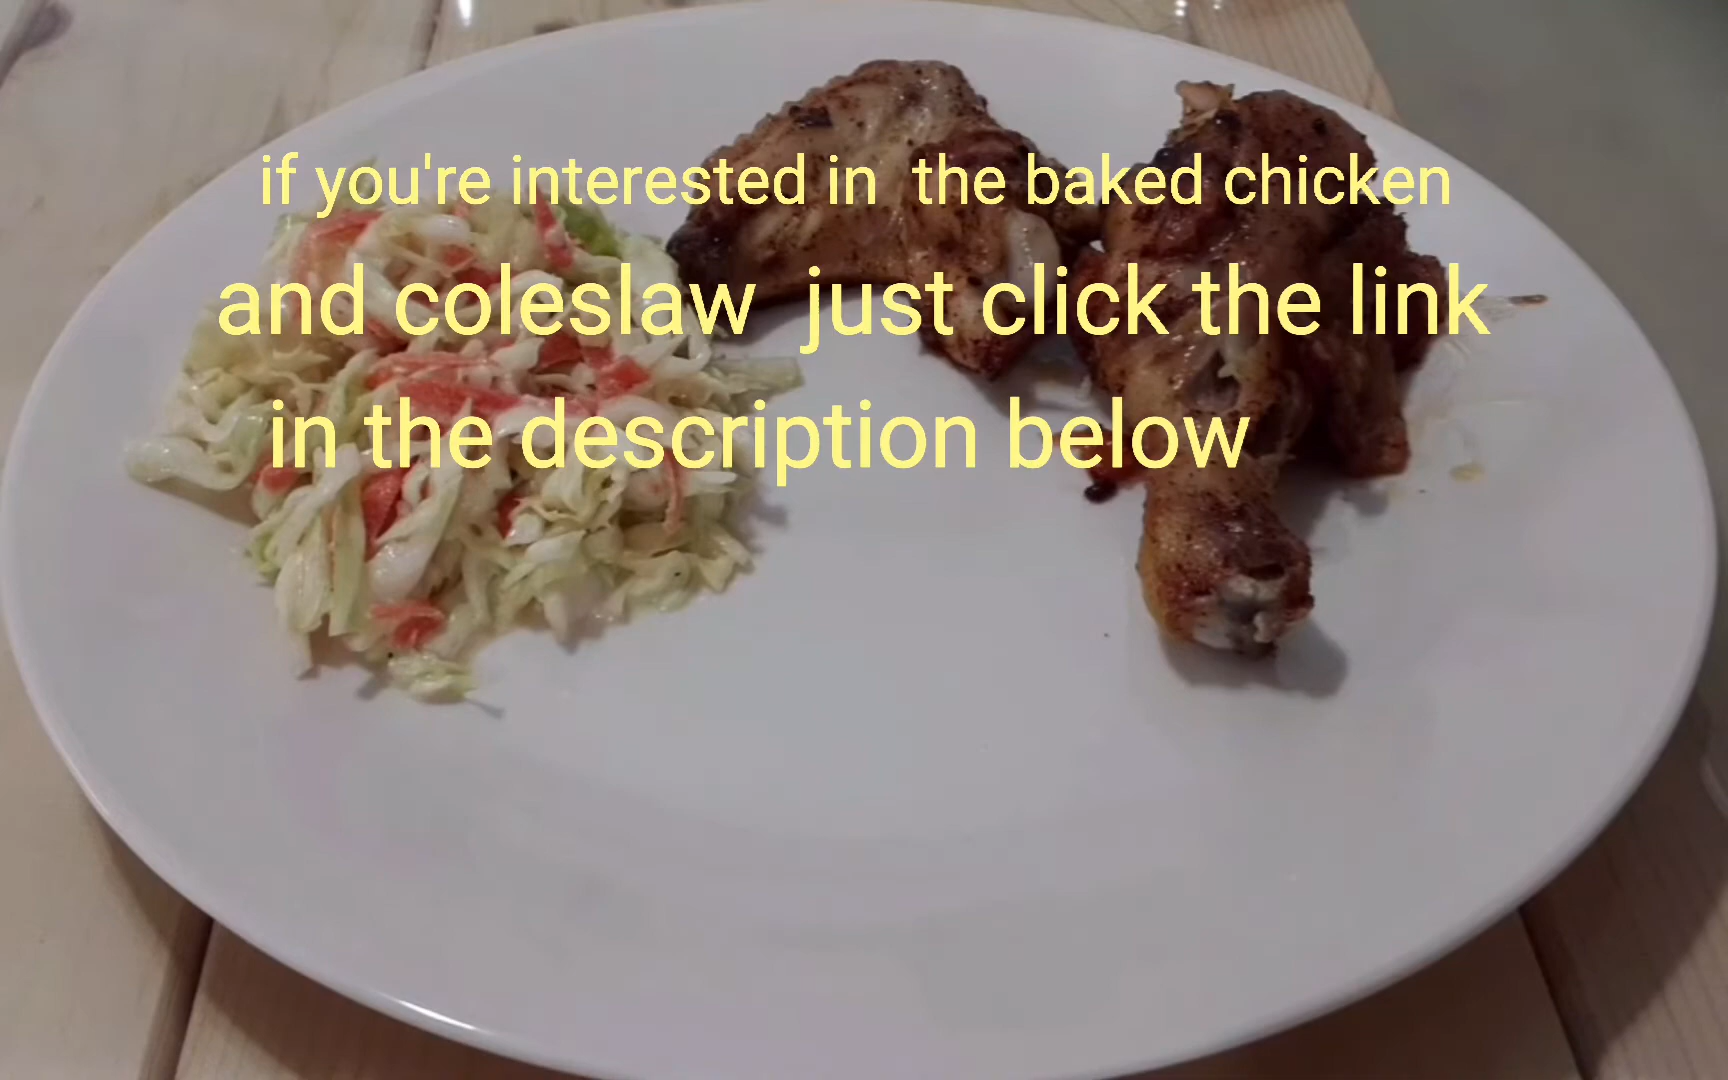 if you're interested in  the baked chicken
and coleslaw  just click the link
in the description below